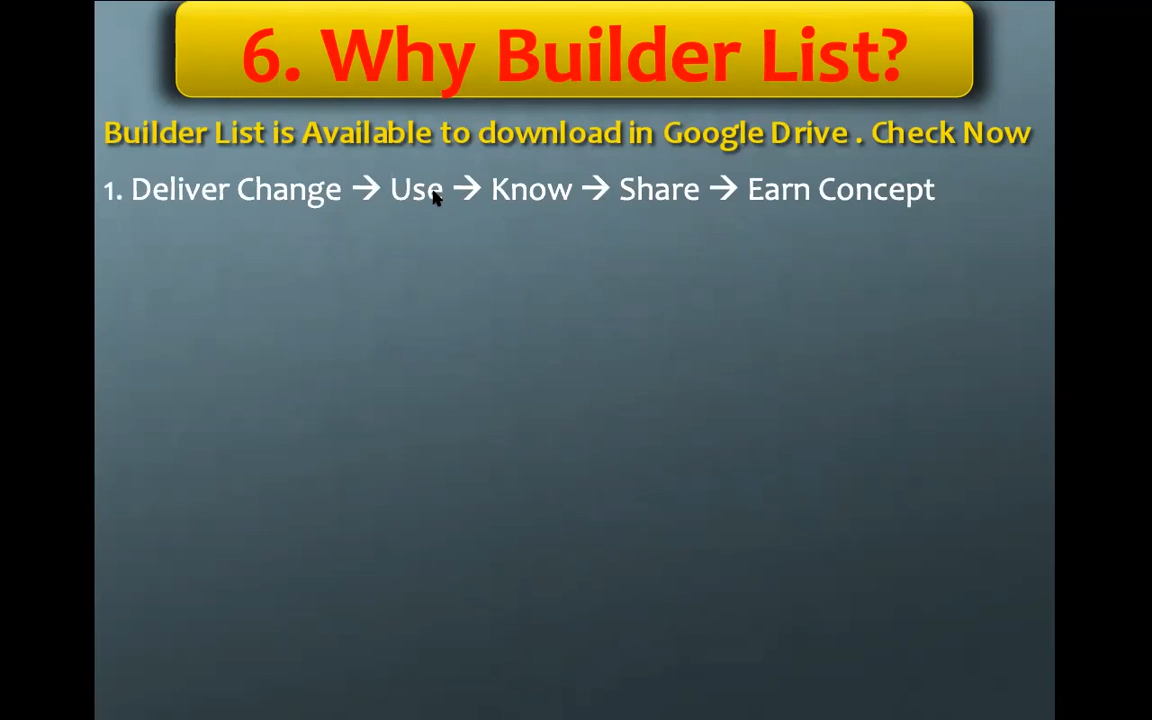 6. Why Builder List?
Builder List is Available to download in Google Drive . Check Now
1. Deliver Change → Use → Know → Share → Earn Concept